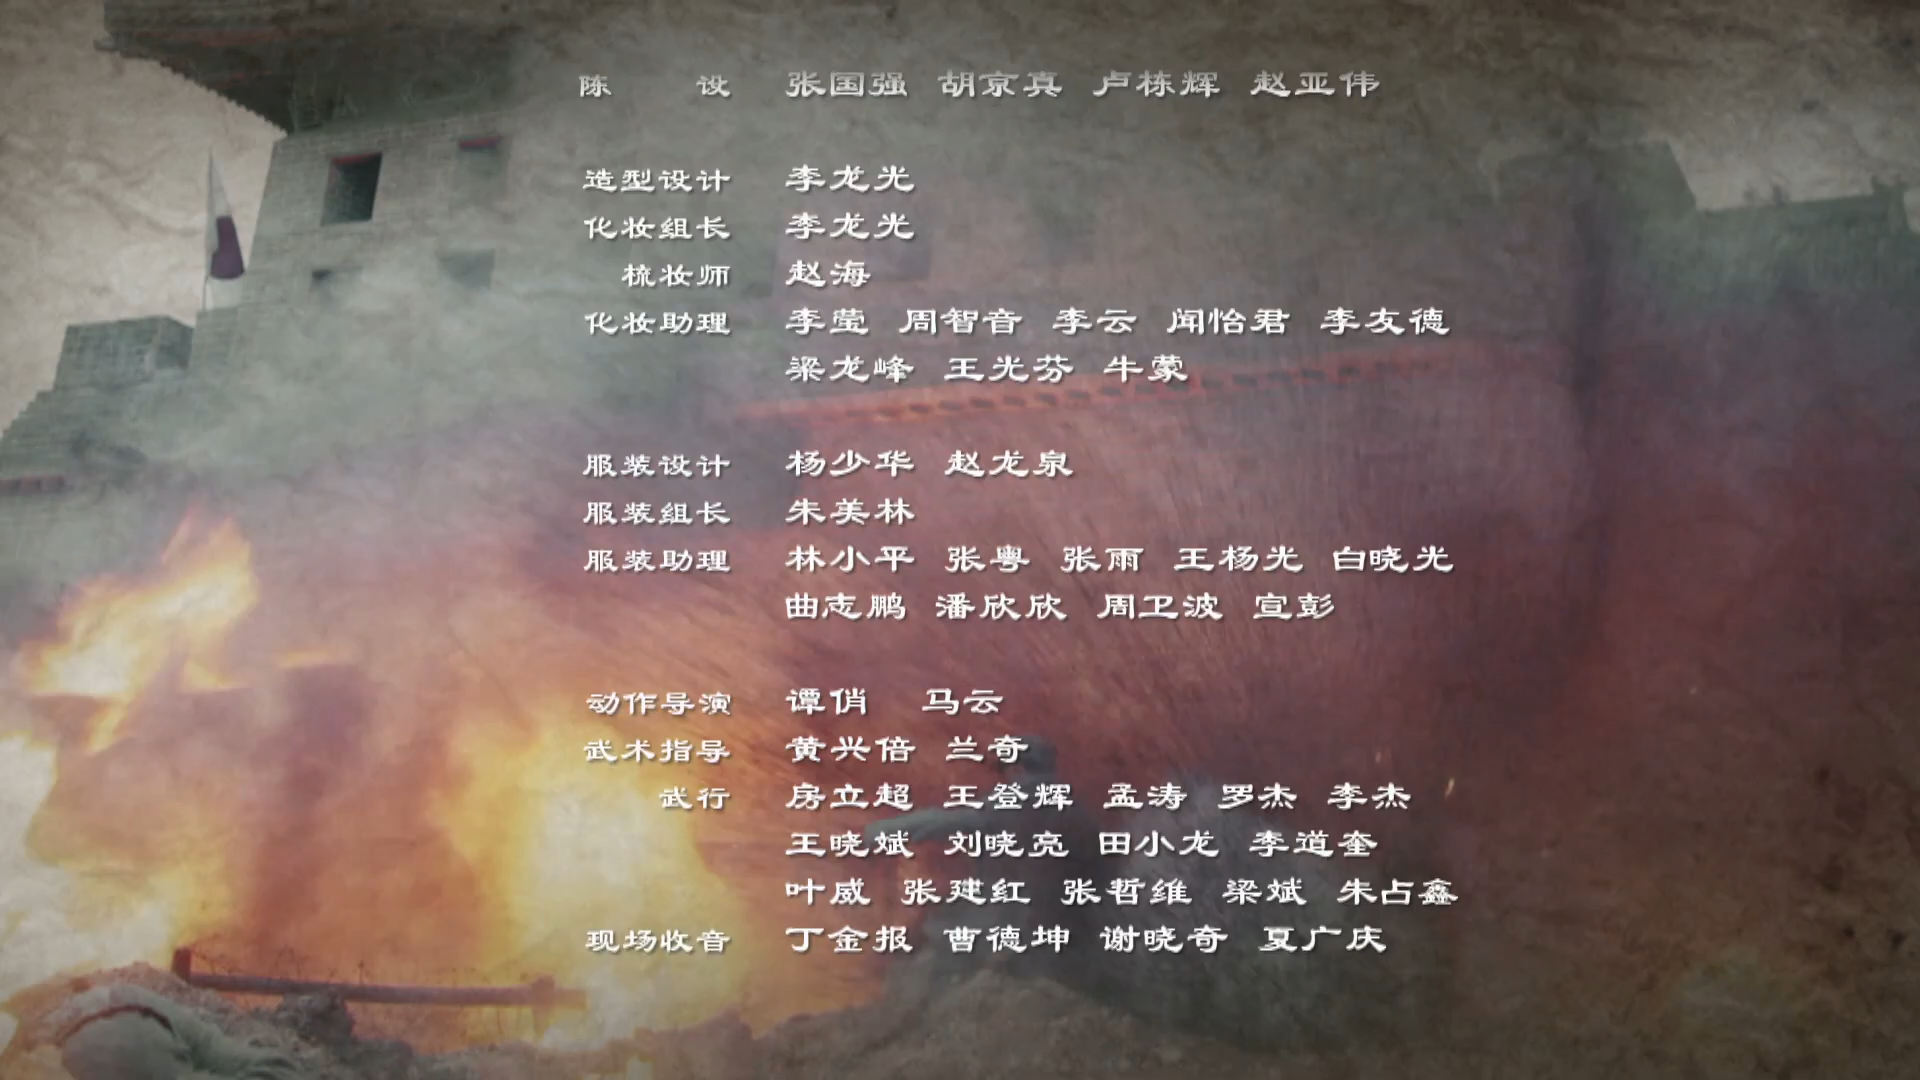 陈 设 张国强 胡京真 卢栋辉 赵亚伟
造型设计 李龙光
化妆组长 李龙光
梳妆师 赵海
化妆助理 李莹 周智音 李云 闻怡君 李友德
梁龙峰 王光芬 牛蒙
服装设计 杨少华 赵龙泉
服装组长 朱美林
服装助理 林小平 张粤 张雨 王杨光 白晓光
曲志鹏 潘欣欣 周卫波 宣彭
动作导演 谭俏 马云
武术指导 黄兴倍 兰奇
武行 房立超 王登辉 孟涛 罗杰 李杰
王晓斌 刘晓亮 田小龙 李道奎
叶威 张建红 张哲维 梁斌 朱占鑫
现场收音 丁金报 曹德坤 谢晓奇 夏广庆